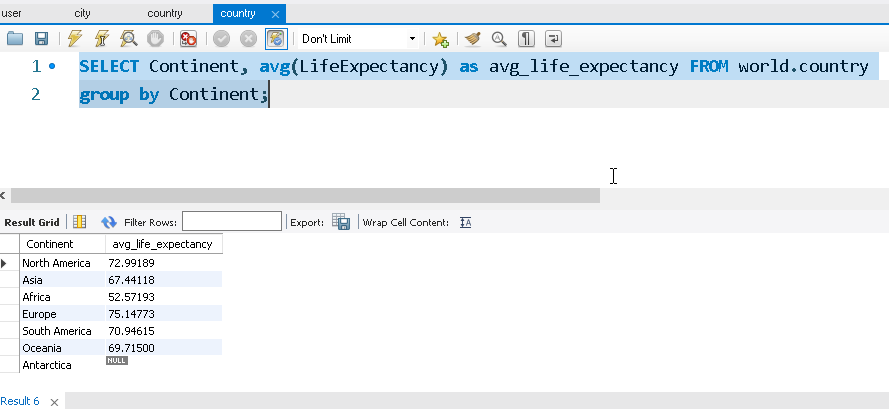 user city country country
Don't Limit
1 SELECT Continent, avg(LifeExpectancy) as avg_life_expectancy FROM world.country
2 group by Continent;
Result Grid Filter Rows: Export: Wrap Cell Content:
Continent avg_life_expectancy
North America 72.99189
Asia 67.44118
Africa 52.57193
Europe 75.14773
South America 70.94615
Oceania 69.71500
Antarctica NULL
Result 6